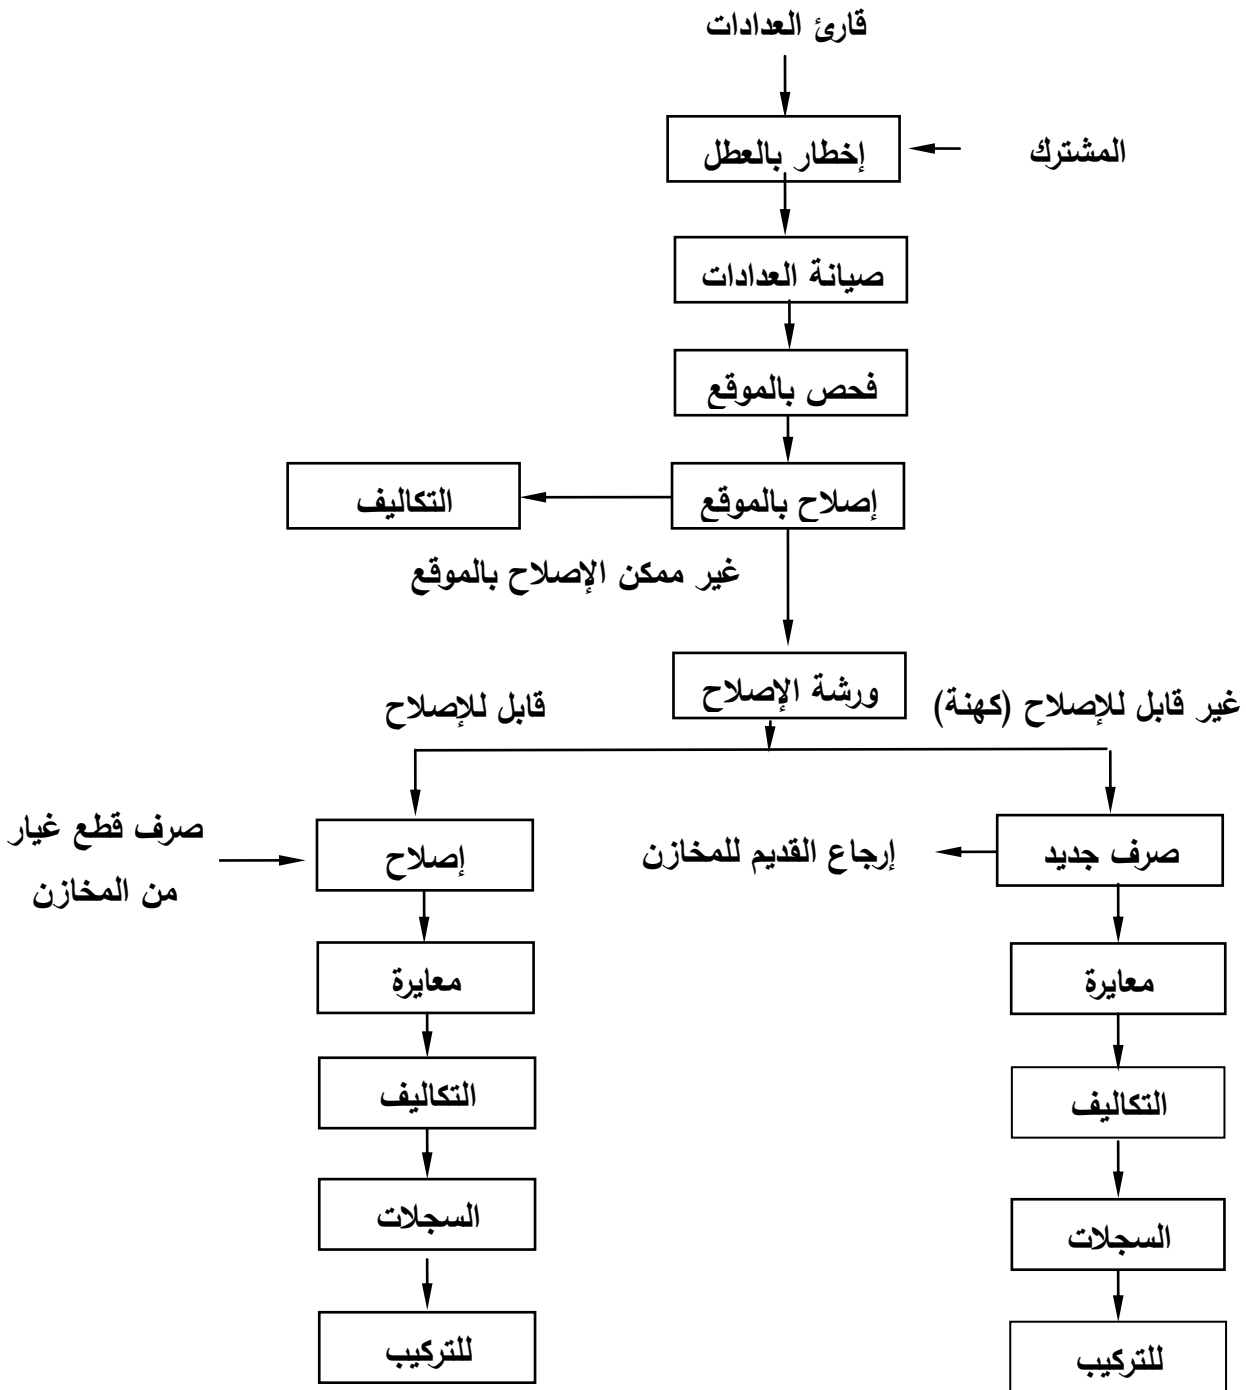 قارئ العدادات
إخطار بالعطل
المشترك
صيانة العدادات
فحص بالموقع
إصلاح بالموقع
التكاليف
غير ممكن الإصلاح بالموقع
ورشة الإصلاح
غير قابل للإصلاح (كهنة)
قابل للإصلاح
صرف جديد
إرجاع القديم للمخازن
إصلاح
صرف قطع غيار
من المخازن
معايرة
معايرة
التكاليف
التكاليف
السجلات
السجلات
للتركيب
للتركيب